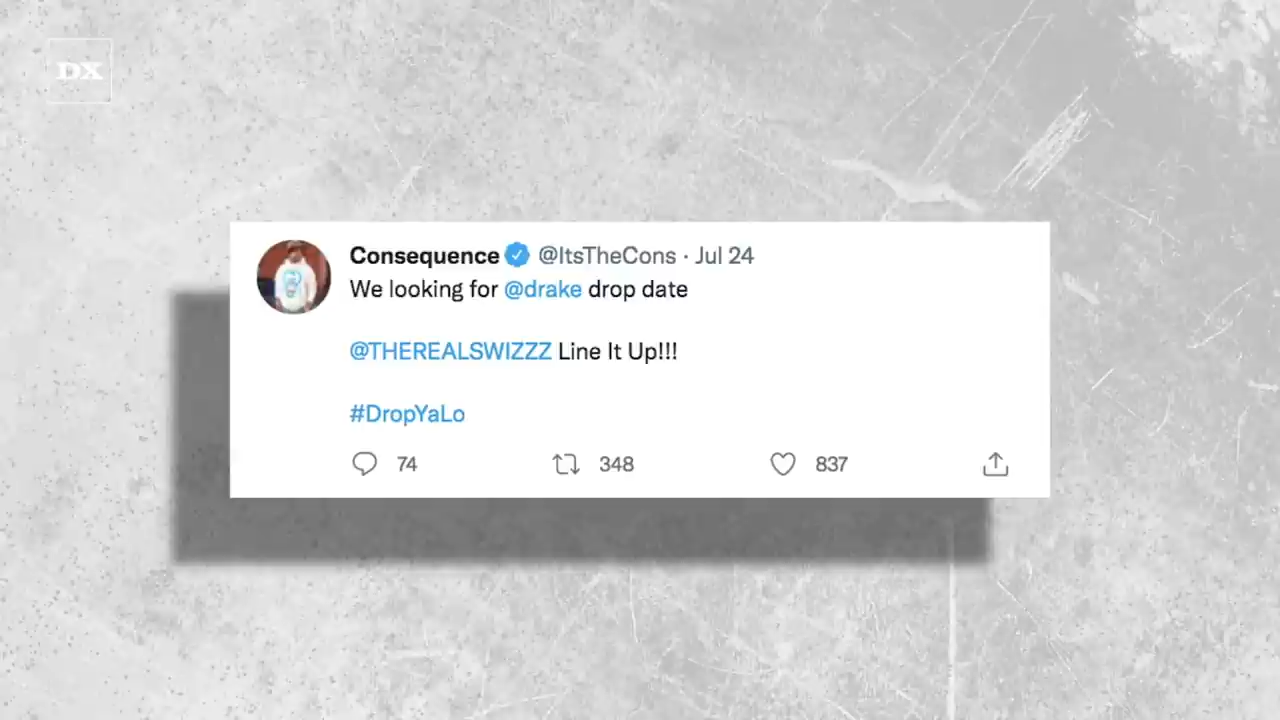 DX
Consequence @ItsTheCons · Jul 24
We looking for @drake drop date
@THEREALSWIZZZ Line It Up!!!
#DropYaLo
74 348 837